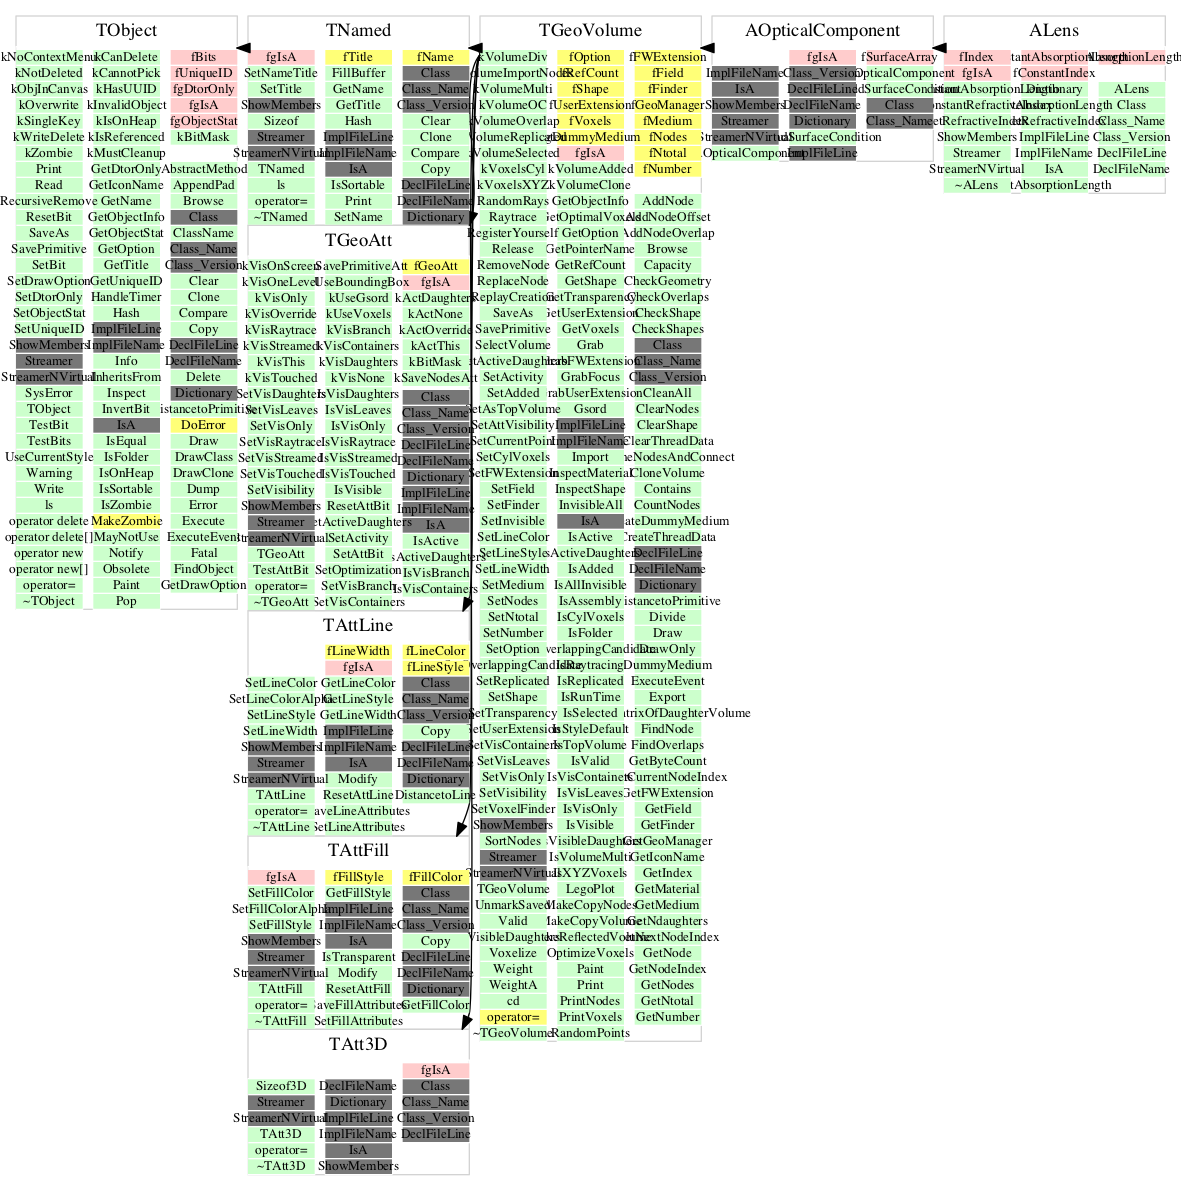 TObject
kNoContextMenu kCanDelete fBits
kNotDeleted kCannotPick fUniqueID
kObjInCanvas kHasUUID fgDtorOnly
kOverwrite kInvalidObject fgIsA
kSingleKey kIsOnHeap fgObjectStat
kWriteDelete kIsReferenced kBitMask
kZombie kMustCleanup
Print GetDtorOnly AbstractMethod
Read GetIconName AppendPad
RecursiveRemove GetName Browse
ResetBit GetObjectInfo Class
SaveAs GetObjectStat ClassName
SavePrimitive GetOption Class_Name
SetBit GetTitle Class_Version
SetDrawOption GetUniqueID Clear
SetDtorOnly HandleTimer Clone
SetObjectStat Hash Compare
SetUniqueID ImplFileLine Copy
ShowMembers ImplFileName DeclFileLine
Streamer Info DeclFileName
StreamerNVirtual InheritsFrom Delete
SysError Inspect Dictionary
TObject InvertBit
TestBit IsA DoError
TestBits IsEqual Draw
UseCurrentStyle IsFolder DrawClass
Warning IsOnHeap DrawClone
Write IsSortable Dump
ls IsZombie Error
operator delete MakeZombie Execute
operator delete[] MayNotUse ExecuteEvent
operator new Notify Fatal
operator new[] Obsolete FindObject
operator= Paint GetDrawOption
~TObject Pop
TNamed
fgIsA fTitle fName
SetNameTitle FillBuffer Class
SetTitle GetName Class_Name
ShowMembers GetTitle Class_Version
Sizeof Hash Clear
Streamer ImplFileLine Clone
StreamerNVirtual ImplFileName Compare
TNamed IsA Copy
ls IsSortable DeclFileLine
operator= Print DeclFileName
~TNamed SetName Dictionary
TGeoAtt
kVisOnScreen SavePrimitiveAtt fGeoAtt
kVisOneLevel UseBoundingBox fgIsA
kVisOnly kUseGsord kActDaughters
kVisOverride kUseVoxels kActNone
kVisRaytrace kVisBranch kActOverride
kVisStreamed kVisContainers kActThis
kVisThis kVisDaughters kBitMask
kVisTouched kVisNone kSaveNodesAtt
SetVisDaughters IsVisDaughters Class
SetVisLeaves IsVisLeaves Class_Name
SetVisOnly IsVisOnly Class_Version
SetVisRaytrace IsVisRaytrace DeclFileLine
SetVisStreamed IsVisStreamed DeclFileName
SetVisTouched IsVisTouched Dictionary
SetVisibility IsVisible ImplFileLine
ShowMembers ResetAttBit ImplFileName
Streamer IsA
StreamerNVirtual SetActivity IsActive
TGeoAtt SetAttBit
TestAttBit SetOptimization IsVisBranch
operator= SetVisBranch IsVisContainers
~TGeoAtt SetVisContainers
TAttLine
fLineWidth fLineColor
fgIsA fLineStyle
SetLineColor GetLineColor Class
SetLineColorAlpha GetLineStyle Class_Name
SetLineStyle GetLineWidth Class_Version
SetLineWidth ImplFileLine Copy
ShowMembers ImplFileName DeclFileLine
Streamer IsA DeclFileName
StreamerNVirtual Modify Dictionary
TAttLine ResetAttLine DistancetoLine
operator= SaveLineAttributes
~TAttLine SetLineAttributes
TAttFill
fgIsA fFillStyle fFillColor
SetFillColor GetFillStyle Class
SetFillColorAlpha ImplFileLine Class_Name
SetFillStyle ImplFileName Class_Version
ShowMembers IsA Copy
Streamer IsTransparent DeclFileLine
StreamerNVirtual Modify DeclFileName
TAttFill ResetAttFill Dictionary
operator= SaveFillAttributes GetFillColor
~TAttFill SetFillAttributes
TAtt3D
fgIsA
Sizeof3D DeclFileName Class
Streamer Dictionary Class_Name
StreamerNVirtual ImplFileLine Class_Version
TAtt3D ImplFileName DeclFileLine
operator= IsA
~TAtt3D ShowMembers
TGeoVolume
kVolumeDiv fOption fFWExtension
fRefCount fField
kVolumeMulti fShape fFinder
kVolumeOC fUserExtension fGeoManager
fVoxels fMedium
fNodes
kVolumeSelected fgIsA fNtotal
kVoxelsCyl kVolumeAdded fNumber
kVoxelsXYZ kVolumeClone
RandomRays GetObjectInfo AddNode
Raytrace GetOptimalVoxels AddNodeOffset
RegisterYourself GetOption AddNodeOverlap
Release GetPointerName Browse
RemoveNode GetRefCount Capacity
ReplaceNode GetShape CheckGeometry
ReplayCreation GetTransparency CheckOverlaps
SaveAs GetUserExtension CheckShape
SavePrimitive GetVoxels CheckShapes
SelectVolume Grab Class
GrabFWExtension Class_Name
SetActivity GrabFocus Class_Version
SetAdded GrabUserExtension CleanAll
SetAsTopVolume Gsord ClearNodes
SetAttVisibility ImplFileLine ClearShape
SetCurrentPoint ImplFileName ClearThreadData
SetCylVoxels Import
SetFWExtension InspectMaterial CloneVolume
SetField InspectShape Contains
SetFinder InvisibleAll CountNodes
SetInvisible IsA CreateDummyMedium
SetLineColor IsActive CreateThreadData
SetLineStyle IsActiveDaughters DeclFileLine
SetLineWidth IsAdded DeclFileName
SetMedium IsAllInvisible Dictionary
SetNodes IsAssembly DistancetoPrimitive
SetNtotal IsCylVoxels Divide
SetNumber IsFolder Draw
SetOption DrawOnly
IsRaytracing DummyMedium
SetReplicated IsReplicated ExecuteEvent
SetShape IsRunTime Export
SetTransparency IsSelected
SetUserExtension IsStyleDefault FindNode
SetVisContainers IsTopVolume FindOverlaps
SetVisLeaves IsValid GetByteCount
SetVisOnly IsVisContainers GetCurrentNodeIndex
SetVisibility IsVisLeaves GetFWExtension
SetVoxelFinder IsVisOnly GetField
ShowMembers IsVisible GetFinder
SortNodes IsVisibleDaughters GetGeoManager
Streamer IsVolumeMulti GetIconName
StreamerNVirtual IsXYZVoxels GetIndex
TGeoVolume LegoPlot GetMaterial
UnmarkSaved MakeCopyNodes GetMedium
Valid MakeCopyVolume GetNdaughters
VisibleDaughters GetNextNodeIndex
Voxelize OptimizeVoxels GetNode
Weight Paint GetNodeIndex
WeightA Print GetNodes
cd PrintNodes GetNtotal
operator= PrintVoxels GetNumber
~TGeoVolume RandomPoints
AOpticalComponent
fgIsA fSurfaceArray
ImplFileName Class_Version AOpticalComponent
IsA DeclFileLine
ShowMembers DeclFileName Class
Streamer Dictionary Class_Name
StreamerNVirtual
ImplFileLine
ALens
fIndex
fgIsA fConstantIndex
Dictionary ALens
Class
Class_Name
ShowMembers ImplFileLine Class_Version
Streamer ImplFileName DeclFileLine
StreamerNVirtual IsA DeclFileName
~ALens